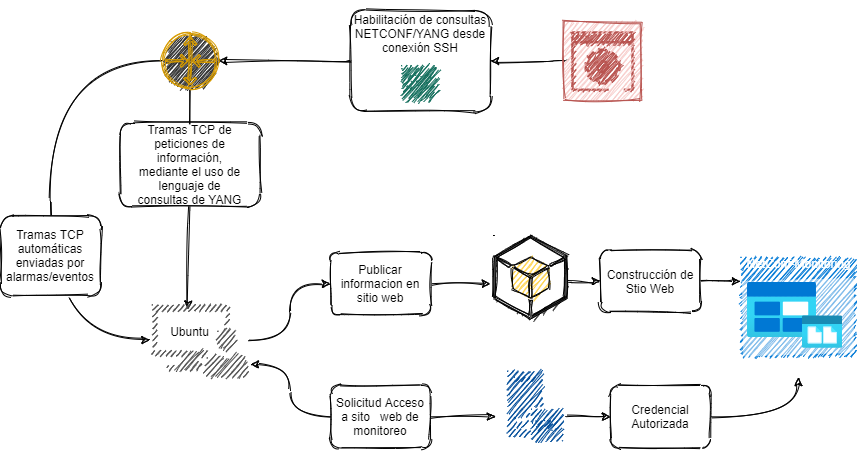 Habilitación de consultas
NETCONF/YANG desde
conexión SSH
Tramas TCP de
peticiones de
información,
mediante el uso de
lenguaje de
consultas de YANG
Tramas TCP
automáticas
enviadas por
alarmas/eventos
Publicar
informacion en
sitio web
Construcción de
Stio Web
Ubuntu
Solicitud Acceso
a sito web de
monitoreo
Credencial
Autorizada